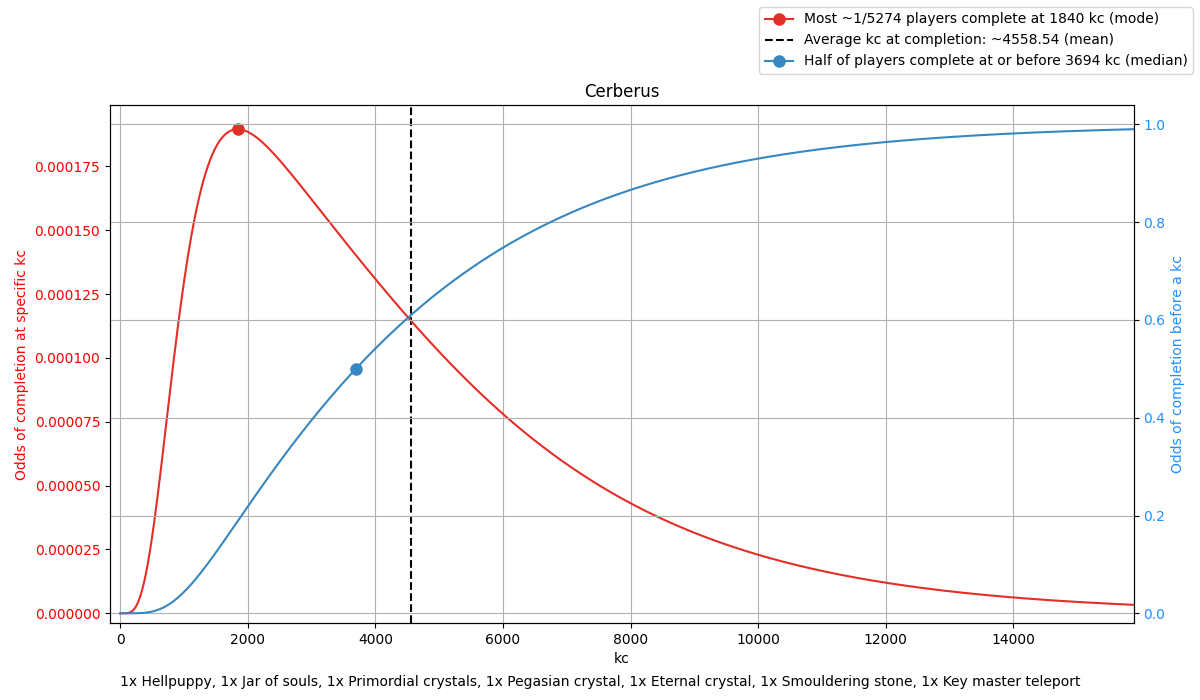 Most ~1/5274 players complete at 1840 kc (mode)
Average kc at completion: ~4558.54 (mean)
Half of players complete at or before 3694 kc (median)
Cerberus
Odds of completion at specific kc
0.000175
0.000150
0.000125
0.000100
0.000075
0.000050
0.000025
0.000000
1.0
0.8
0.6
0.4
0.2
0.0
Odds of completion before a kc
0 2000 4000 6000 8000 10000 12000 14000
kc
1x Hellpuppy, 1x Jar of souls, 1x Primordial crystals, 1x Pegasian crystal, 1x Eternal crystal, 1x Smouldering stone, 1x Key master teleport